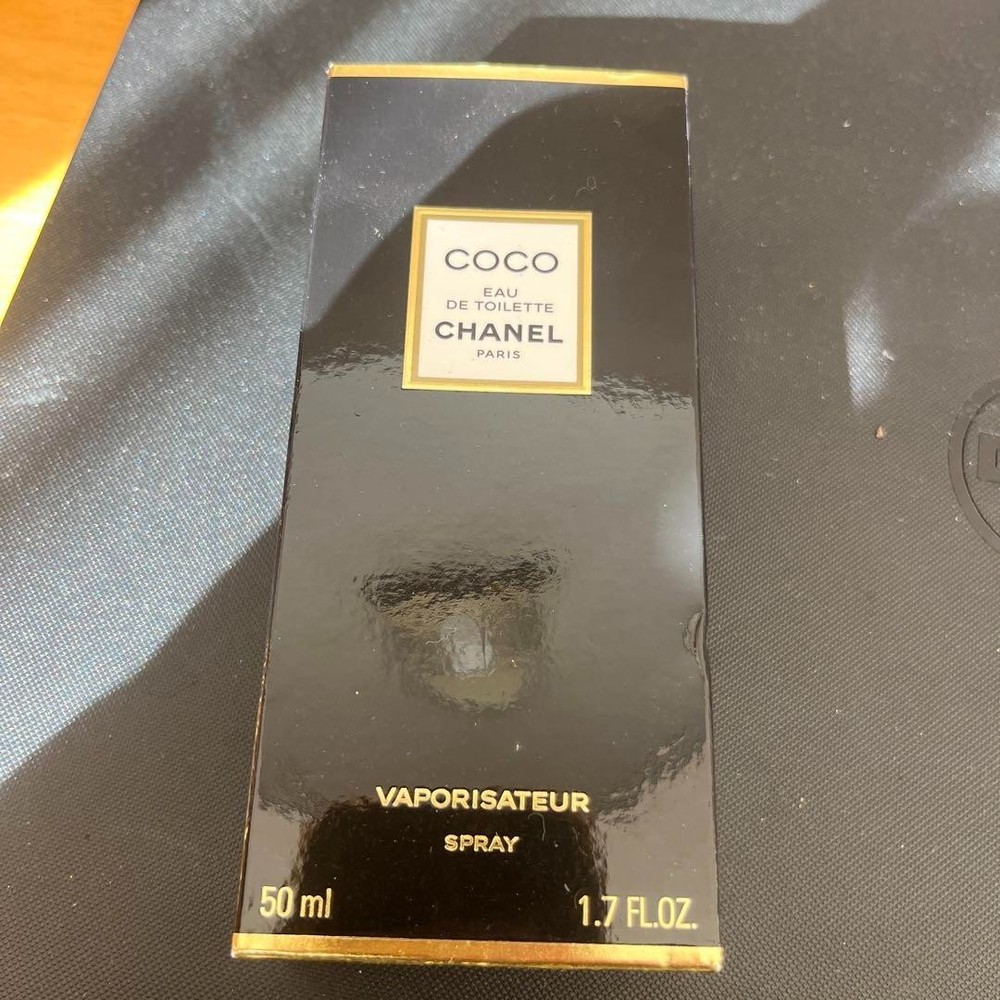 COCO
EAU
DE TOILETTE
CHANEL
PARIS
VAPORISATEUR
SPRAY
50 ml
1.7 FL.OZ.